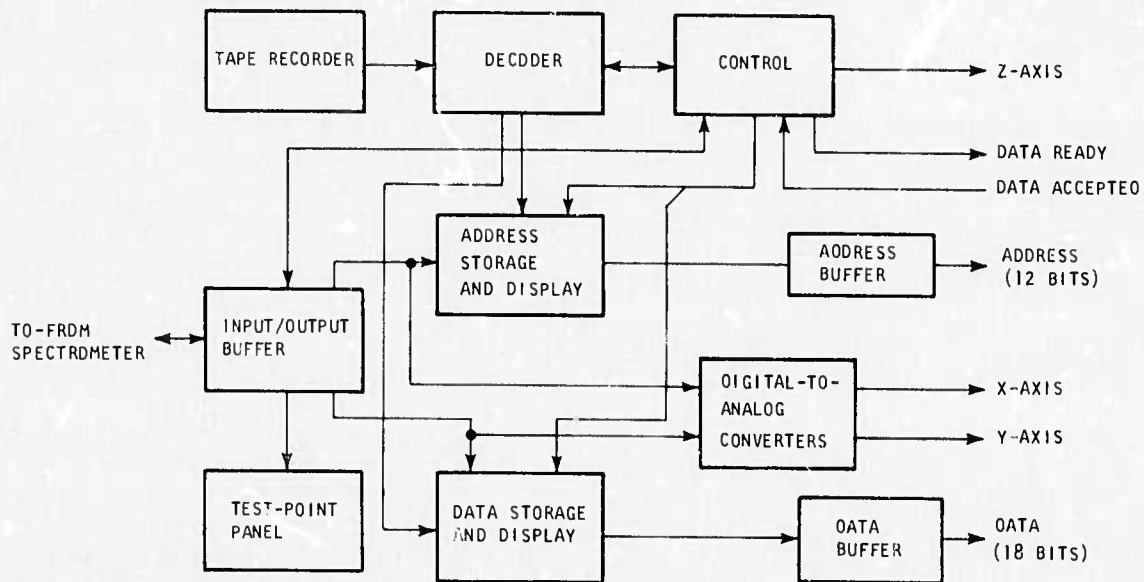 TAPE RECORDER
DECDDER
CONTROL
Z-AXIS
DATA READY
DATA ACCEPTEO
ADDRESS
STORAGE
AND DISPLAY
AODRESS
BUFFER
ADDRESS
(12 BITS)
TO-FRDM
SPECTRDMETER
INPUT/OUTPUT
BUFFER
OIGITAL-TO-
ANALOG
CONVERTERS
X-AXIS
Y-AXIS
TEST-POINT
PANEL
DATA STORAGE
AND DISPLAY
OATA
BUFFER
OATA
(18 BITS)